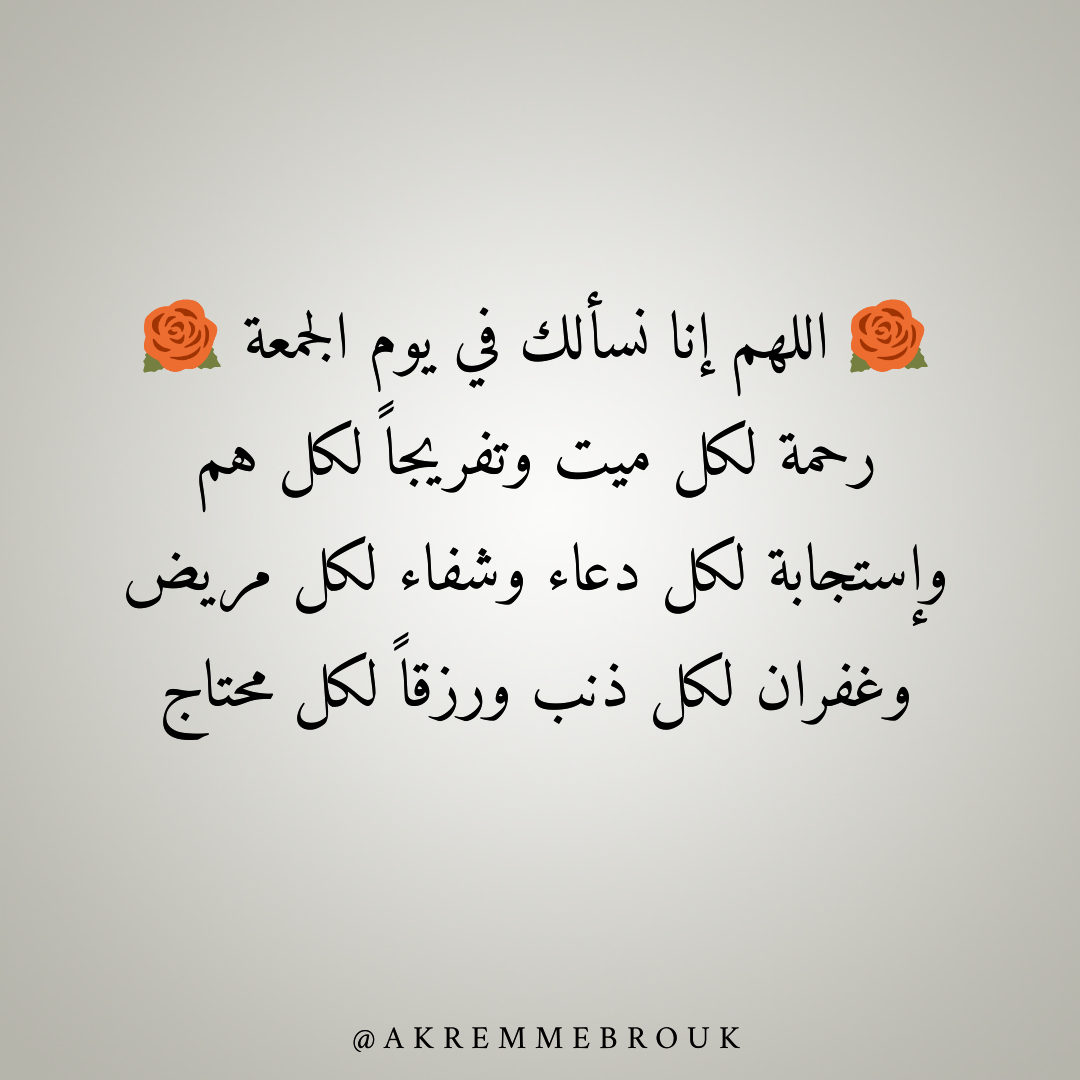 🌹 اللهم إنا نسألك في يوم الجمعة 🌹
رحمة لكل ميت وتفريجاً لكل هم
وإستجابة لكل دعاء وشفاء لكل مريض
وغفران لكل ذنب ورزقاً لكل محتاج
@AKREMMEBROUK